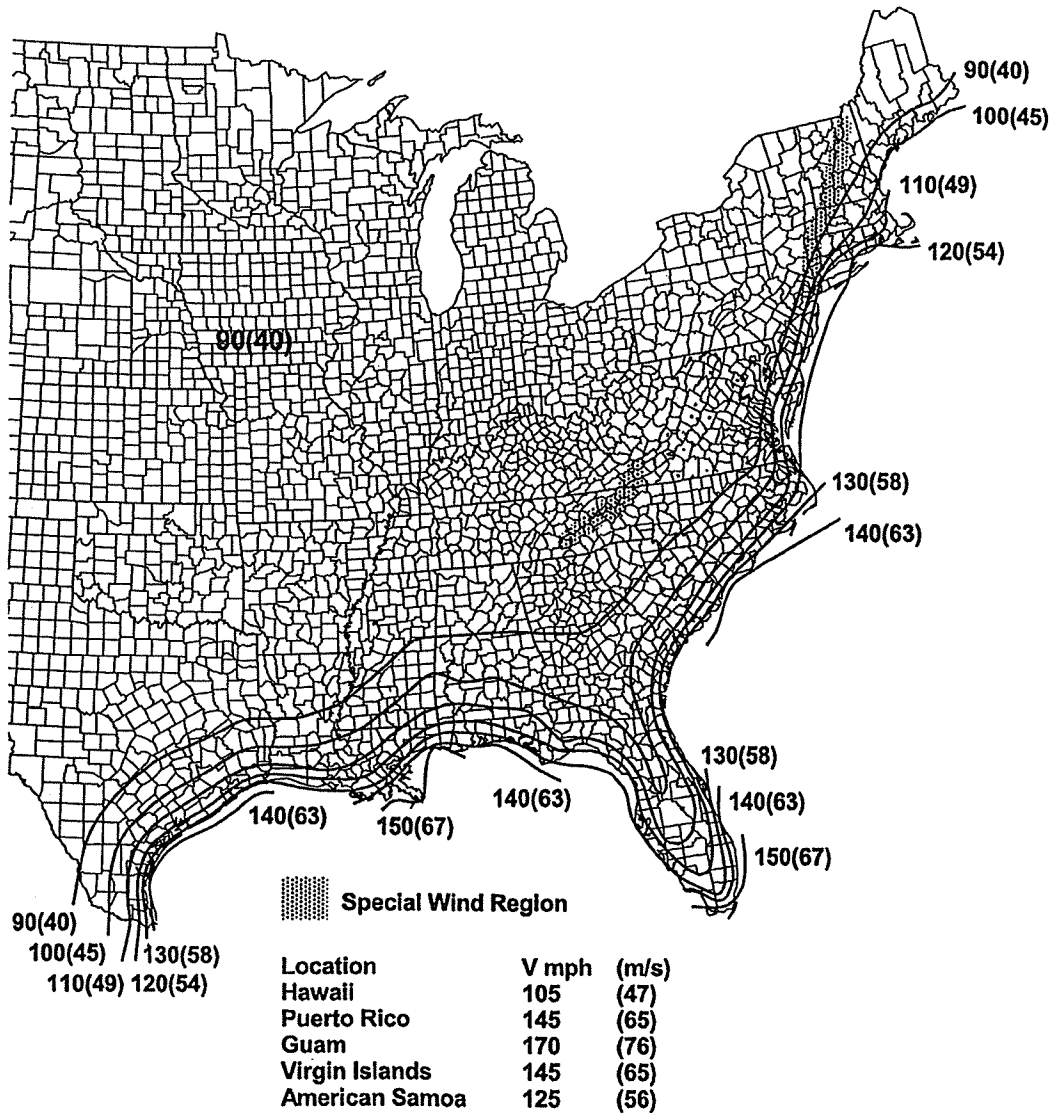 90(40)
100(45)
110(49)
120(54)
90(40)
130(58)
140(63)
130(58)
140(63)
140(63)
140(63)
150(67)
150(67)
90(40)
100(45)
130(58)
110(49)
120(54)
Special Wind Region
Location V mph (m/s)
Hawaii 105 (47)
Puerto Rico 145 (65)
Guam 170 (76)
Virgin Islands 145 (65)
American Samoa 125 (56)